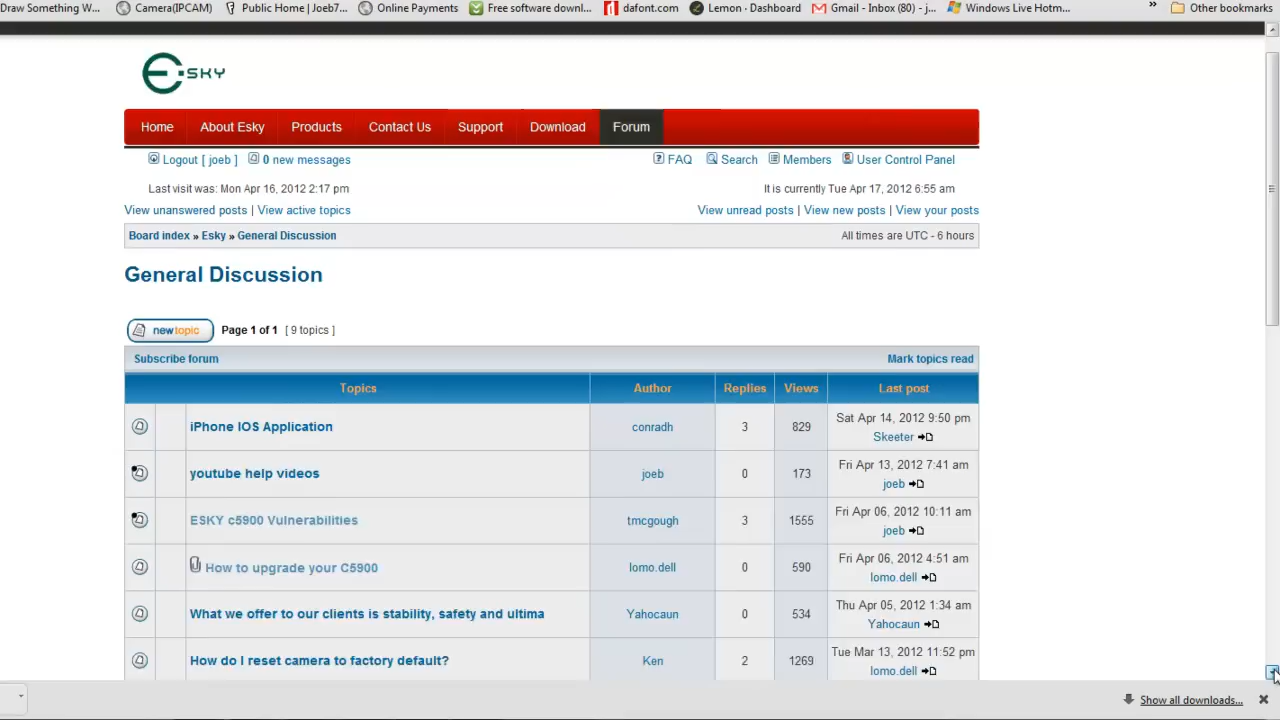 Draw Something W... Camera(IPCAM) Public Home | Joeb7... Online Payments Free software downl... dafont.com Lemon · Dashboard Gmail - Inbox (80) - j... Windows Live Hotm... » Other bookmarks
E·SKY
Home About Esky Products Contact Us Support Download Forum
Logout [ joeb ] 0 new messages FAQ Search Members User Control Panel
Last visit was: Mon Apr 16, 2012 2:17 pm It is currently Tue Apr 17, 2012 6:55 am
View unanswered posts | View active topics View unread posts | View new posts | View your posts
Board index » Esky » General Discussion All times are UTC - 6 hours
General Discussion
newtopic Page 1 of 1 [ 9 topics ]
Subscribe forum Mark topics read
Topics Author Replies Views Last post
iPhone IOS Application conradh 3 829 Sat Apr 14, 2012 9:50 pm
Skeeter
youtube help videos joeb 0 173 Fri Apr 13, 2012 7:41 am
joeb
ESKY c5900 Vulnerabilities tmcgough 3 1555 Fri Apr 06, 2012 10:11 am
joeb
How to upgrade your C5900 lomo.dell 0 590 Fri Apr 06, 2012 4:51 am
lomo.dell
What we offer to our clients is stability, safety and ultima Yahocaun 0 534 Thu Apr 05, 2012 1:34 am
Yahocaun
How do I reset camera to factory default? Ken 2 1269 Tue Mar 13, 2012 11:52 pm
lomo.dell
Show all downloads...